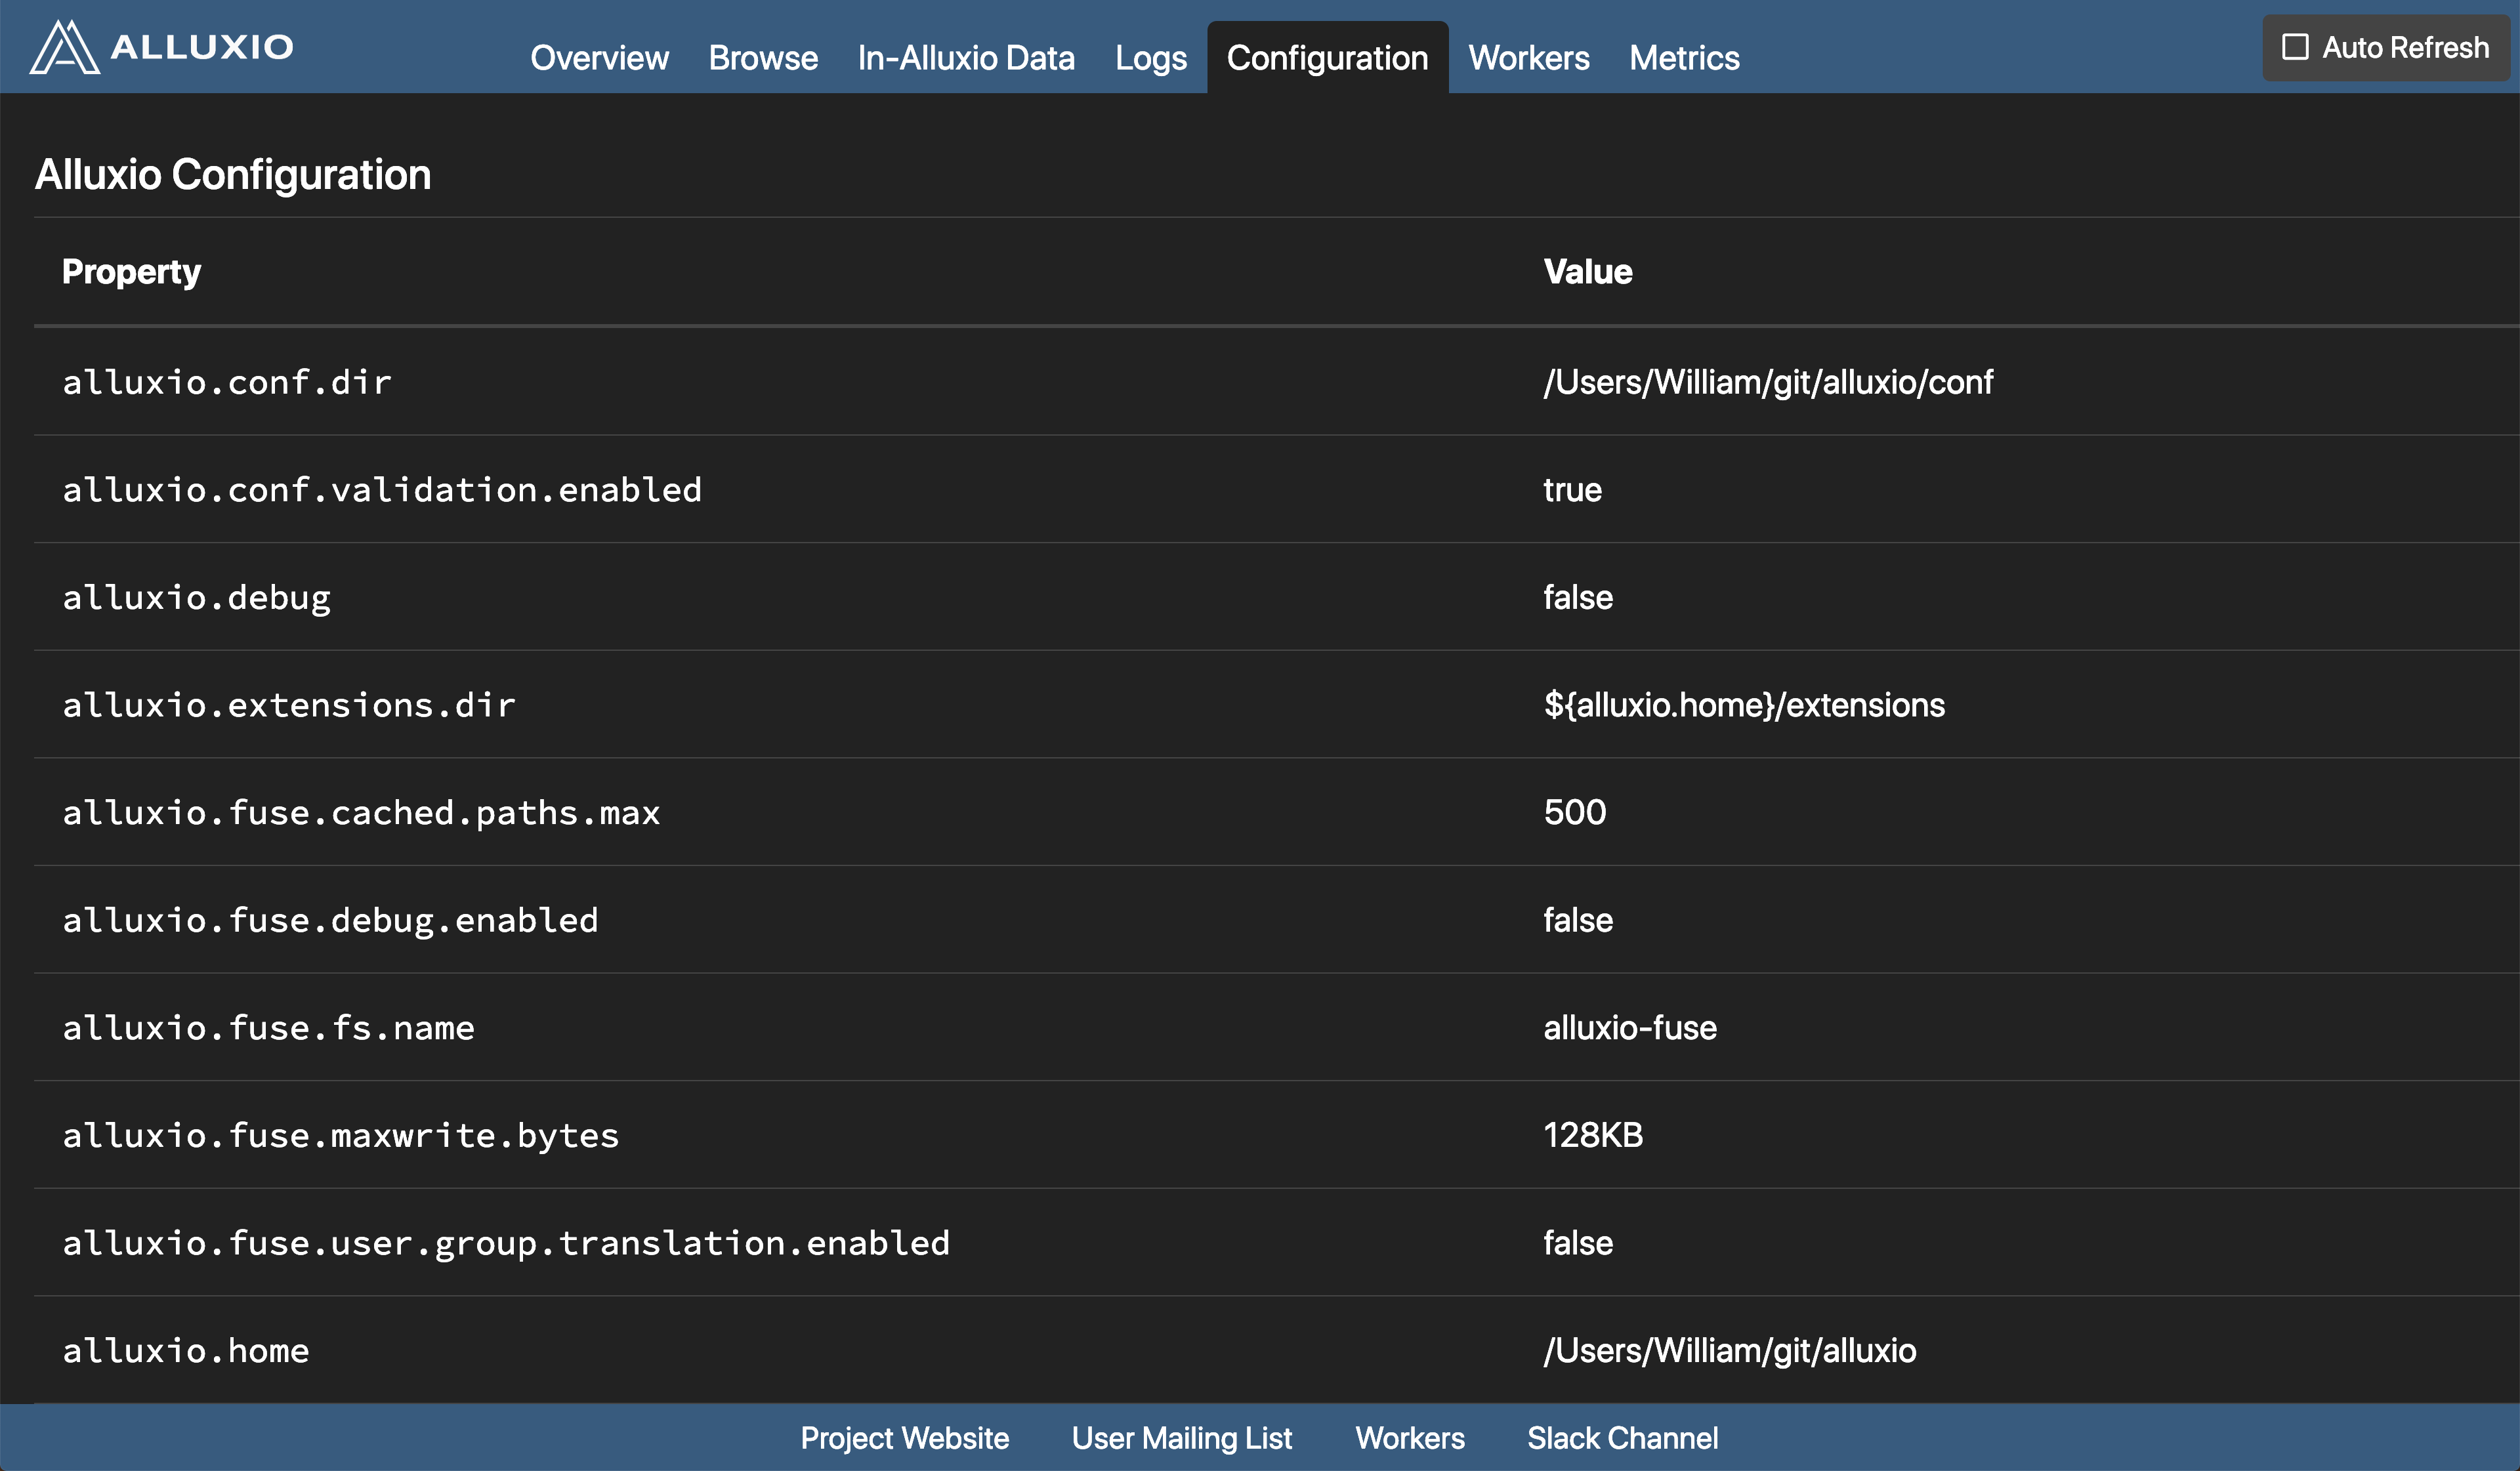 ALLUXIO Overview Browse In-Alluxio Data Logs Configuration Workers Metrics Auto Refresh
Alluxio Configuration
Property Value
alluxio.conf.dir /Users/William/git/alluxio/conf
alluxio.conf.validation.enabled true
alluxio.debug false
alluxio.extensions.dir ${alluxio.home}/extensions
alluxio.fuse.cached.paths.max 500
alluxio.fuse.debug.enabled false
alluxio.fuse.fs.name alluxio-fuse
alluxio.fuse.maxwrite.bytes 128KB
alluxio.fuse.user.group.translation.enabled false
alluxio.home /Users/William/git/alluxio
Project Website User Mailing List Workers Slack Channel